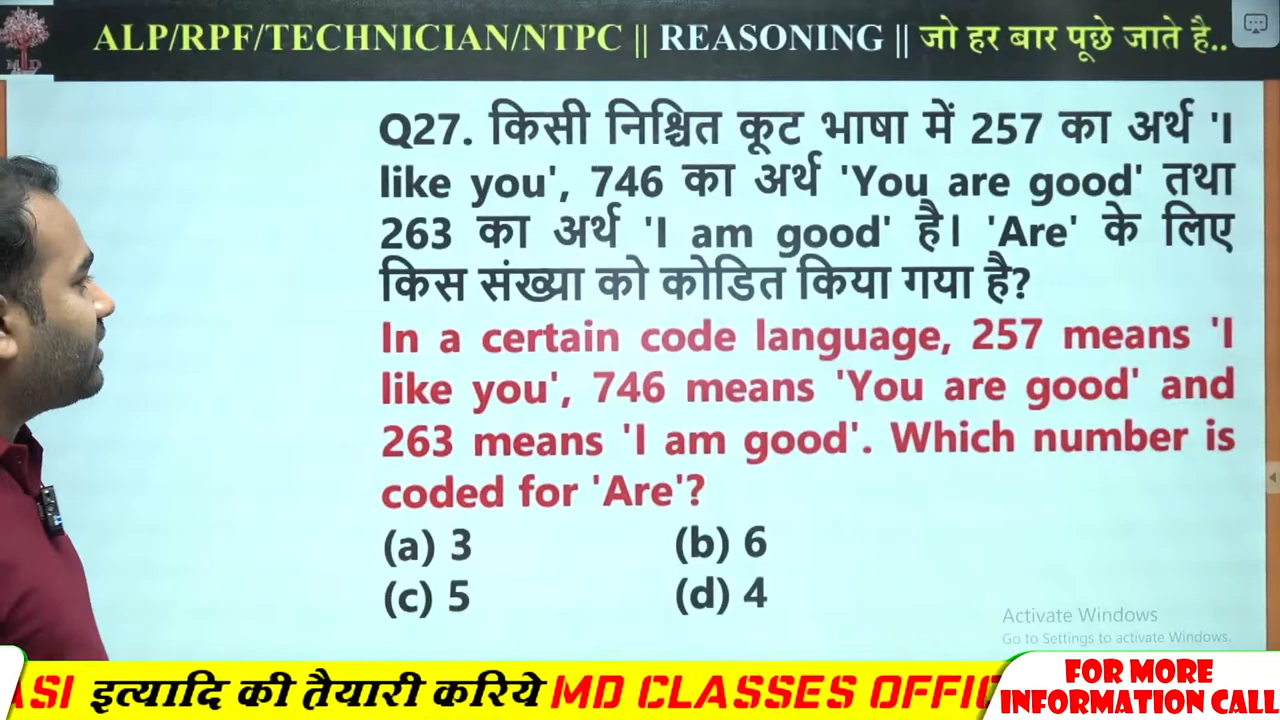 ALP/RPF/TECHNICIAN/NTPC || REASONING || जो हर बार पूछे जाते है..
MD
Q27. किसी निश्चित कूट भाषा में 257 का अर्थ 'I
like you', 746 का अर्थ 'You are good' तथा
263 का अर्थ 'I am good' है। 'Are' के लिए
किस संख्या को कोडित किया गया है?
In a certain code language, 257 means 'I
like you', 746 means 'You are good' and
263 means 'I am good'. Which number is
coded for 'Are'?
(a) 3 (b) 6
(c) 5 (d) 4
Activate Windows
Go to Settings to activate Windows.
ASI इत्यादि की तैयारी करिये MD CLASSES OFFIC
FOR MORE
INFORMATION CALL